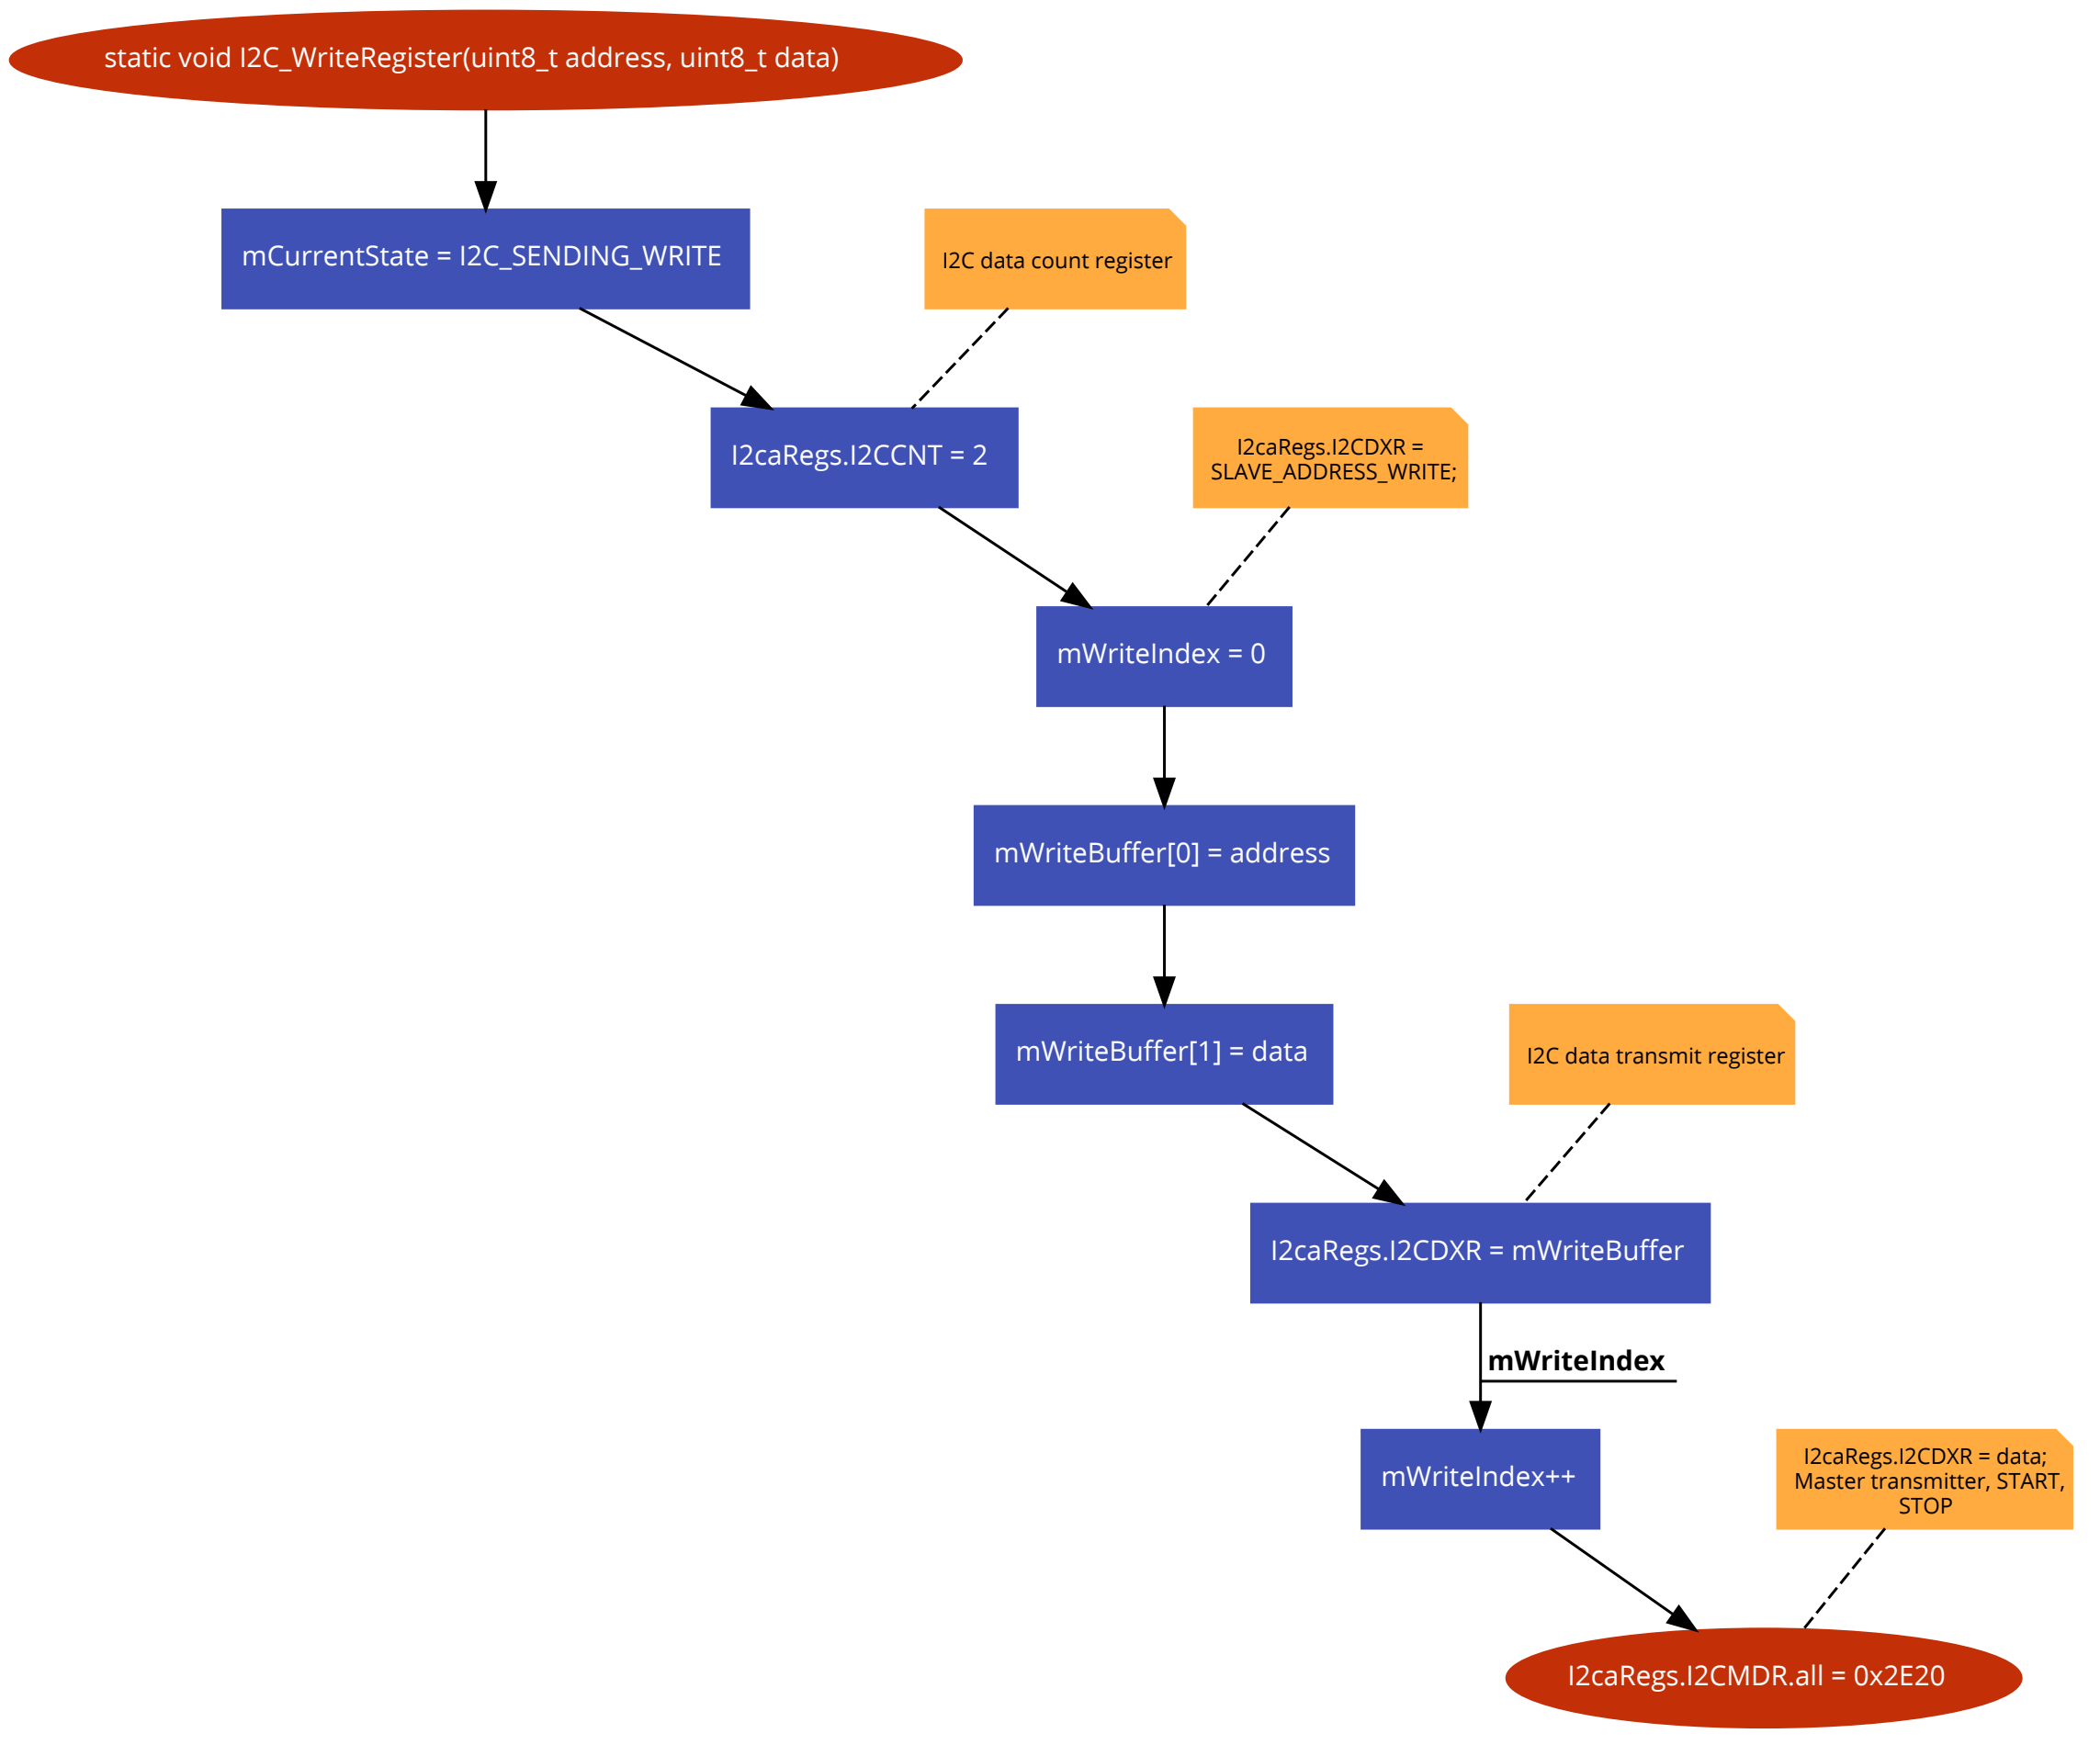 static void I2C_WriteRegister(uint8_t address, uint8_t data)
mCurrentState = I2C_SENDING_WRITE
I2C data count register
I2caRegs.I2CCNT = 2
I2caRegs.I2CDXR =
SLAVE_ADDRESS_WRITE;
mWriteIndex = 0
mWriteBuffer[0] = address
mWriteBuffer[1] = data
I2C data transmit register
I2caRegs.I2CDXR = mWriteBuffer
mWriteIndex
mWriteIndex++
I2caRegs.I2CDXR = data;
Master transmitter, START,
STOP
I2caRegs.I2CMDR.all = 0x2E20